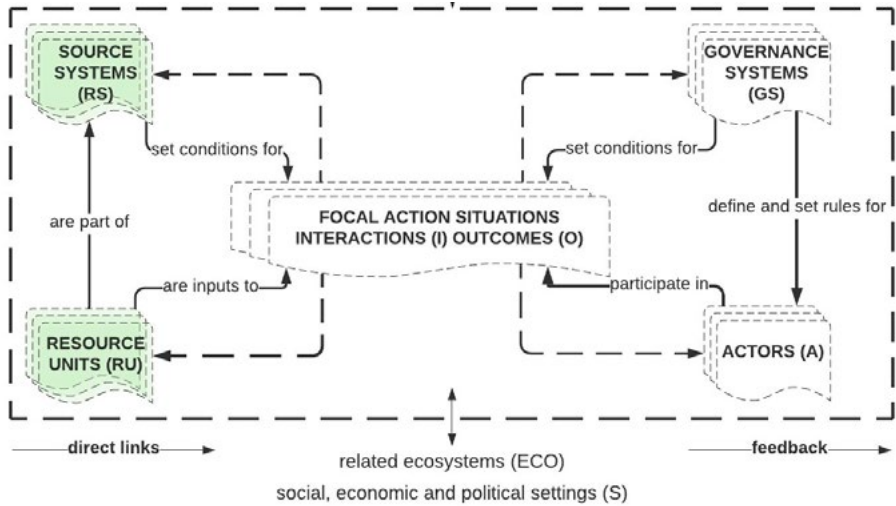 SOURCE
SYSTEMS
(RS)
GOVERNANCE
SYSTEMS
(GS)
set conditions for
set conditions for
are part of
define and set rules for
FOCAL ACTION SITUATIONS
INTERACTIONS (I) OUTCOMES (O)
are inputs to
participate in
RESOURCE
UNITS (RU)
ACTORS (A)
direct links
feedback
related ecosystems (ECO)
social, economic and political settings (S)